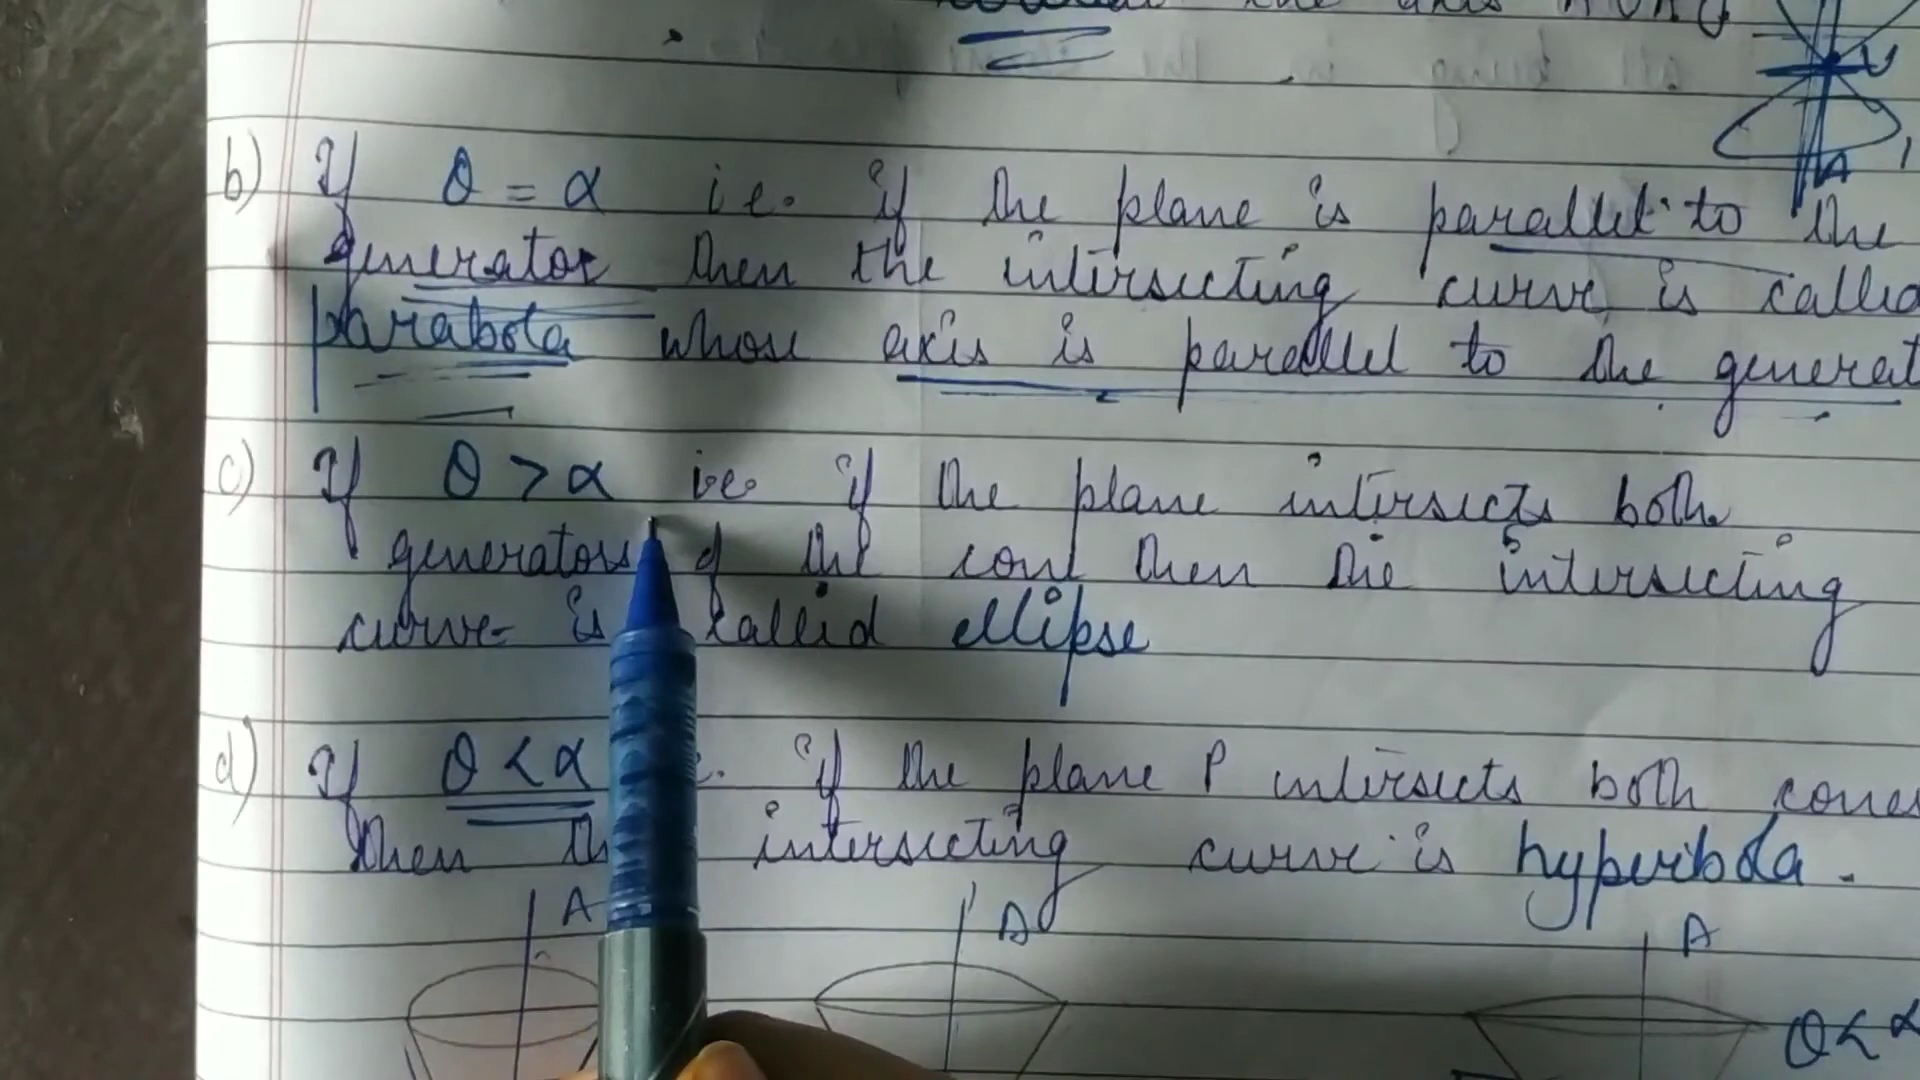 the axis
V
A
b) If θ = α i.e. if the plane is parallel to the
generator then the intersecting curve is called
parabola whose axis is parallel to the generat
c) If θ > α i.e. if the plane intersects both
generators of the cone then the intersecting
curve is called ellipse
d) If θ < α if the plane P intersects both cones
then intersecting curve is hyperbola.
A A A
θ < α